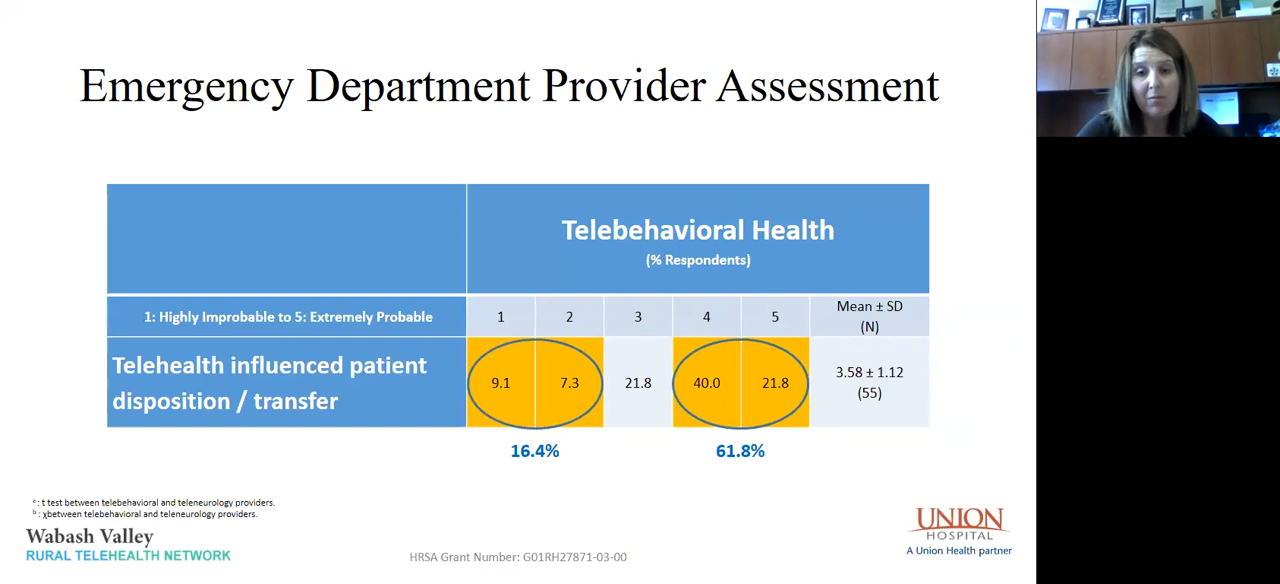 Emergency Department Provider Assessment
Telebehavioral Health
(% Respondents)
1: Highly Improbable to 5: Extremely Probable
1
2
3
4
5
Mean ± SD
(N)
Telehealth influenced patient
disposition / transfer
9.1
7.3
21.8
40.0
21.8
3.58 ± 1.12
(55)
16.4%
61.8%
a : t test between telebehavioral and teleneurology providers.
b : χbetween telebehavioral and teleneurology providers.
Wabash Valley
RURAL TELEHEALTH NETWORK
HRSA Grant Number: G01RH27871-03-00
UNION
HOSPITAL
A Union Health partner